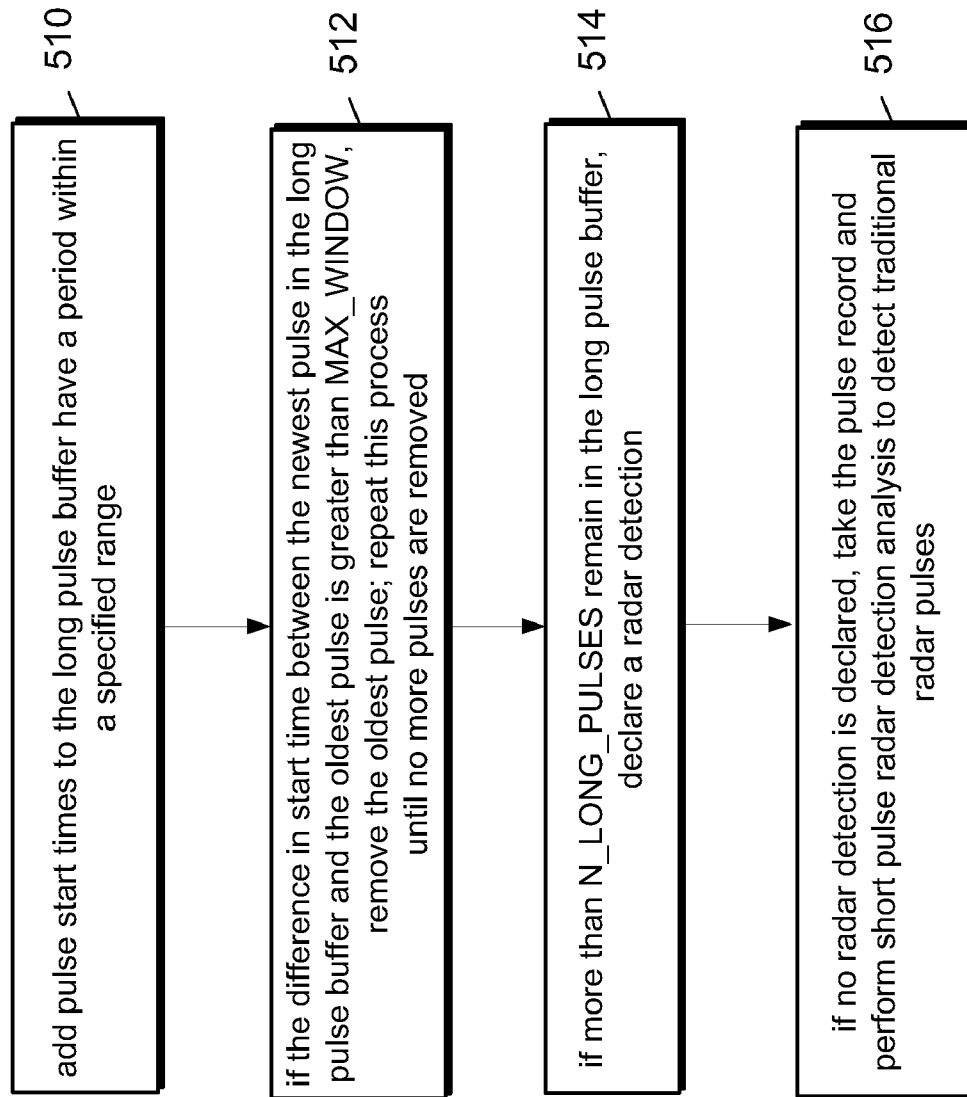 add pulse start times to the long pulse buffer have a period within
a specified range
510
if the difference in start time between the newest pulse in the long
pulse buffer and the oldest pulse is greater than MAX_WINDOW,
remove the oldest pulse; repeat this process
until no more pulses are removed
512
if more than N_LONG_PULSES remain in the long pulse buffer,
declare a radar detection
514
if no radar detection is declared, take the pulse record and
perform short pulse radar detection analysis to detect traditional
radar pulses
516